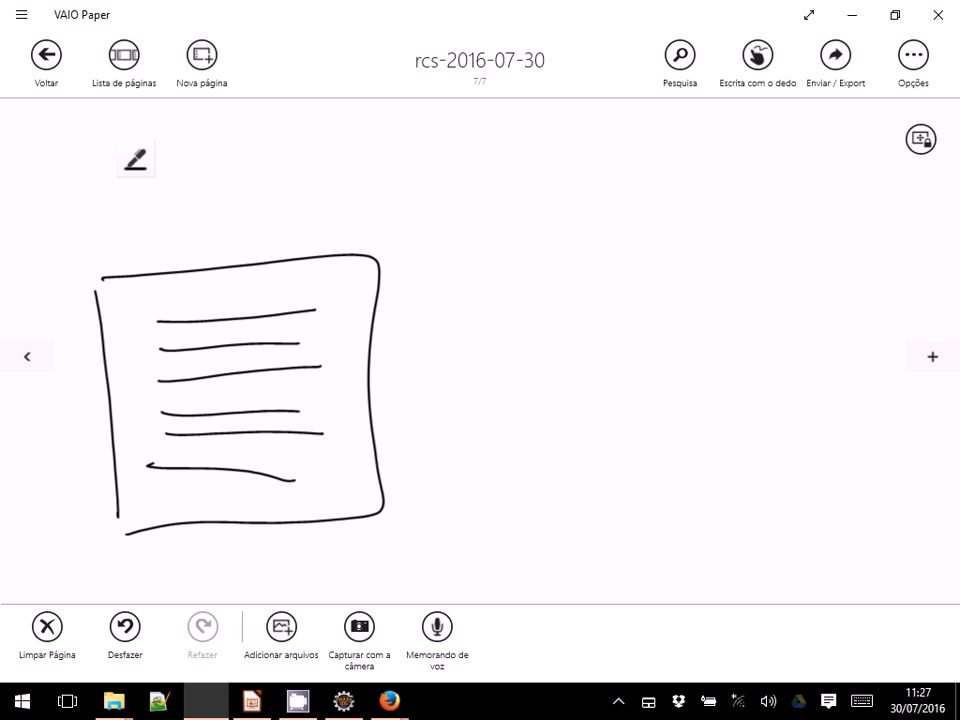 VAIO Paper
Voltar
Lista de páginas
Nova página
rcs-2016-07-30
7/7
Pesquisa
Escrita com o dedo
Enviar / Export
Opções
Limpar Página
Desfazer
Refazer
Adicionar arquivos
Capturar com a
câmera
Memorando de
voz
11:27
30/07/2016